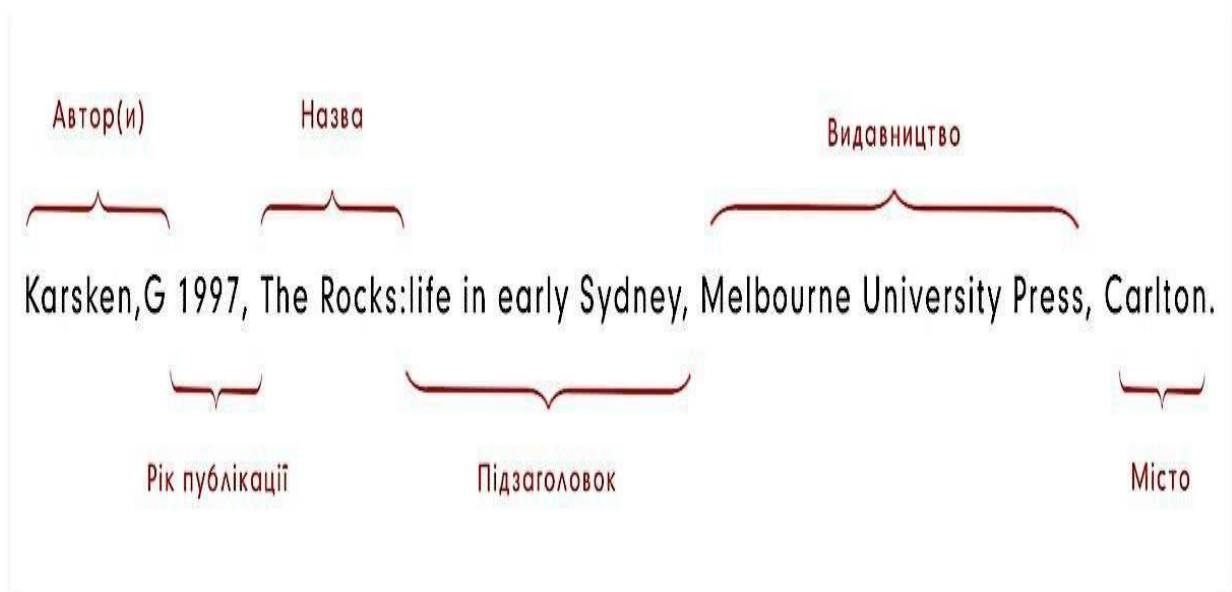 Автор(и) Назва
Видавництво
Karsken,G 1997, The Rocks:life in early Sydney, Melbourne University Press, Carlton.
Рік публікації Підзаголовок Місто